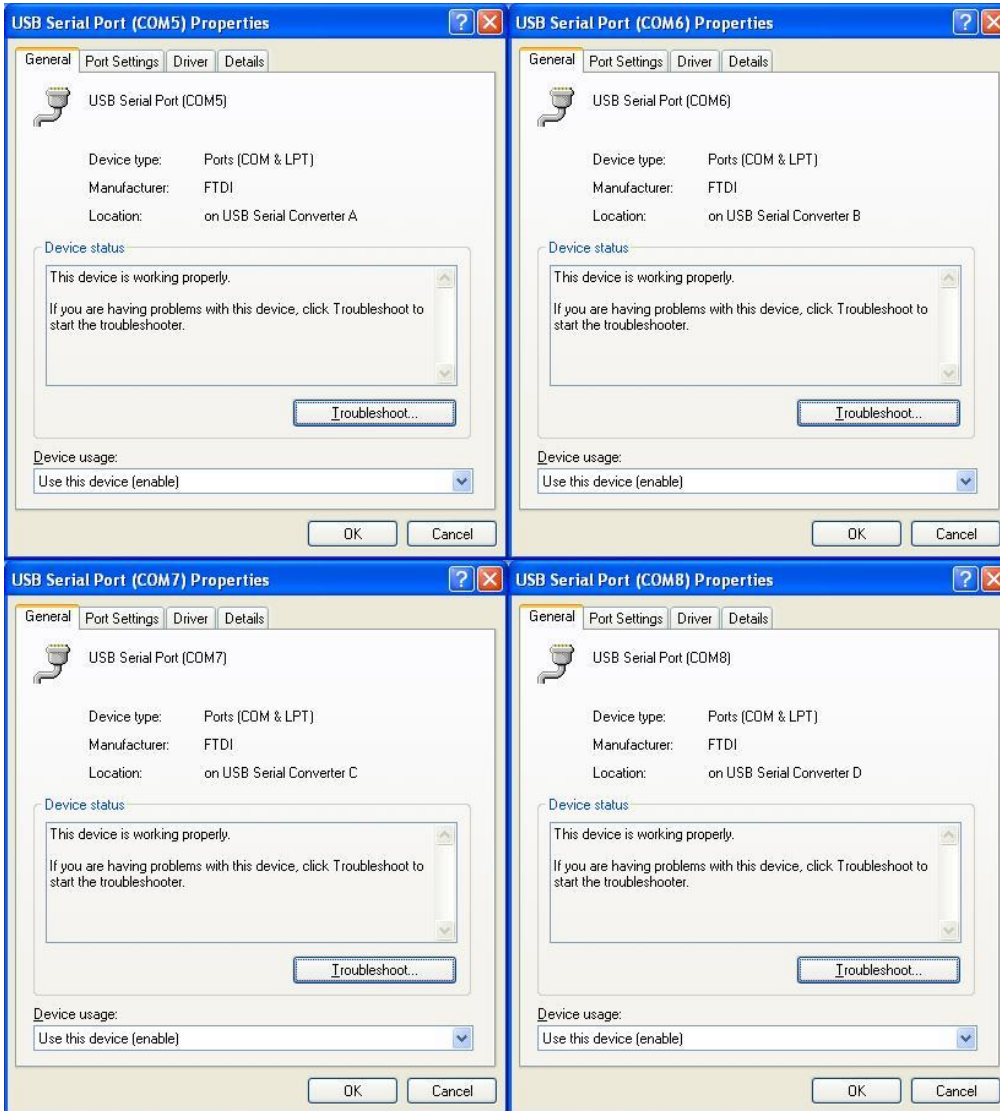 USB Serial Port (COM5) Properties
General Port Settings Driver Details
USB Serial Port (COM5)
Device type: Ports (COM & LPT)
Manufacturer: FTDI
Location: on USB Serial Converter A
Device status
This device is working properly.
If you are having problems with this device, click Troubleshoot to
start the troubleshooter.
Troubleshoot...
Device usage:
Use this device (enable)
OK Cancel
USB Serial Port (COM6) Properties
General Port Settings Driver Details
USB Serial Port (COM6)
Device type: Ports (COM & LPT)
Manufacturer: FTDI
Location: on USB Serial Converter B
Device status
This device is working properly.
If you are having problems with this device, click Troubleshoot to
start the troubleshooter.
Troubleshoot...
Device usage:
Use this device (enable)
OK Cancel
USB Serial Port (COM7) Properties
General Port Settings Driver Details
USB Serial Port (COM7)
Device type: Ports (COM & LPT)
Manufacturer: FTDI
Location: on USB Serial Converter C
Device status
This device is working properly.
If you are having problems with this device, click Troubleshoot to
start the troubleshooter.
Troubleshoot...
Device usage:
Use this device (enable)
OK Cancel
USB Serial Port (COM8) Properties
General Port Settings Driver Details
USB Serial Port (COM8)
Device type: Ports (COM & LPT)
Manufacturer: FTDI
Location: on USB Serial Converter D
Device status
This device is working properly.
If you are having problems with this device, click Troubleshoot to
start the troubleshooter.
Troubleshoot...
Device usage:
Use this device (enable)
OK Cancel